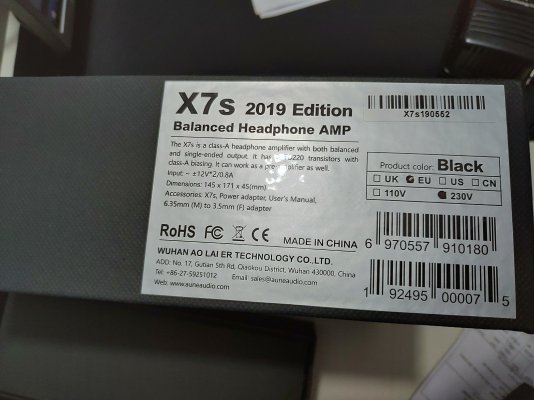 X7s 2019 Edition
Balanced Headphone AMP
X7s190552
The X7s is a class-A headphone amplifier with both balanced
and single-ended output. It has TO220 transistors with
class-A biasing. It can work as a preamplifier as well.
Input: ~ ±12V*2/0.8A
Dimensions: 145 x 171 x 45(mm)
Accessories: X7s, Power adapter, User's Manual,
6.35mm (M) to 3.5mm (F) adapter
Product color: Black
UK EU US CN
110V 230V
RoHS FC CE MADE IN CHINA
6 970557 910180
WUHAN AO LAI ER TECHNOLOGY CO.,LTD.
ADD: No. 17, Gutian 5th Rd, Qiaokou District, Wuhan 430000, China
Tel: +86-27-59251012 Email: sales@auneaudio.com
Web: www.auneaudio.com
1 92495 00007 5